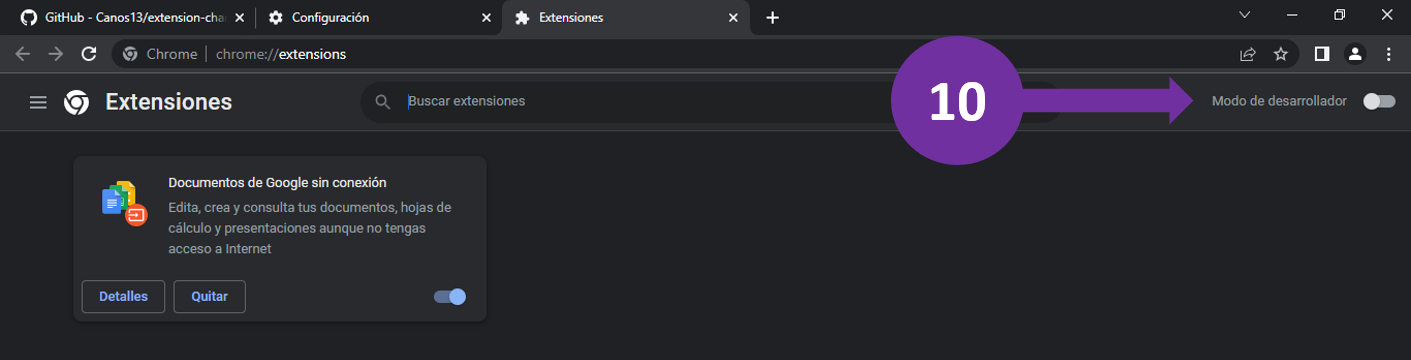 GitHub - Canos13/extension-cha
Configuración
Extensiones
Chrome
chrome://extensions
Extensiones
Buscar extensiones
10
Modo de desarrollador
Documentos de Google sin conexión
Edita, crea y consulta tus documentos, hojas de
cálculo y presentaciones aunque no tengas
acceso a Internet
Detalles
Quitar